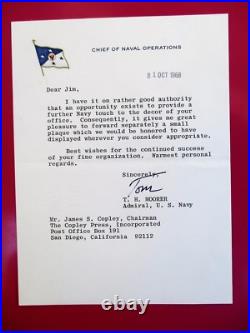 CHIEF OF NAVAL OPERATIONS
21 OCT 1968
Dear Jim,
I have it on rather good authority
that an opportunity exists to provide a
further Navy touch to the decor of your
office. Consequently, it gives me great
pleasure to forward separately a small
plaque which we would be honored to have
displayed wherever you consider appropriate.
Best wishes for the continued success
of your fine organization. Warmest personal
regards.
Sincerely,
Tom
T. H. MOORER
Admiral, U. S. Navy
Mr. James S. Copley, Chairman
The Copley Press, Incorporated
Post Office Box 191
San Diego, California 92112
thepicsca.com